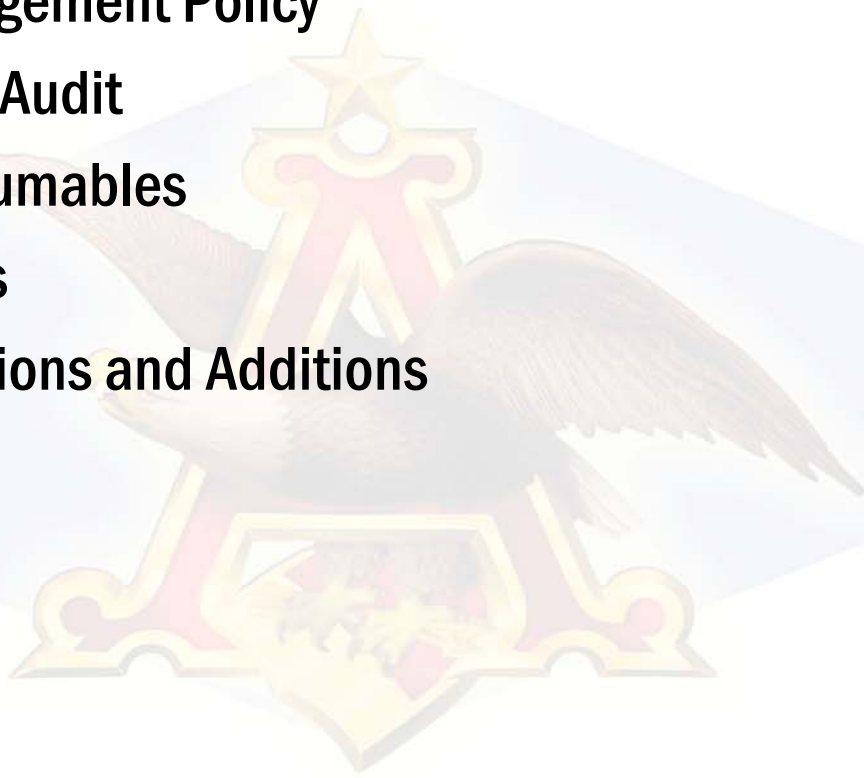 gement Policy
Audit
umables
s
ions and Additions